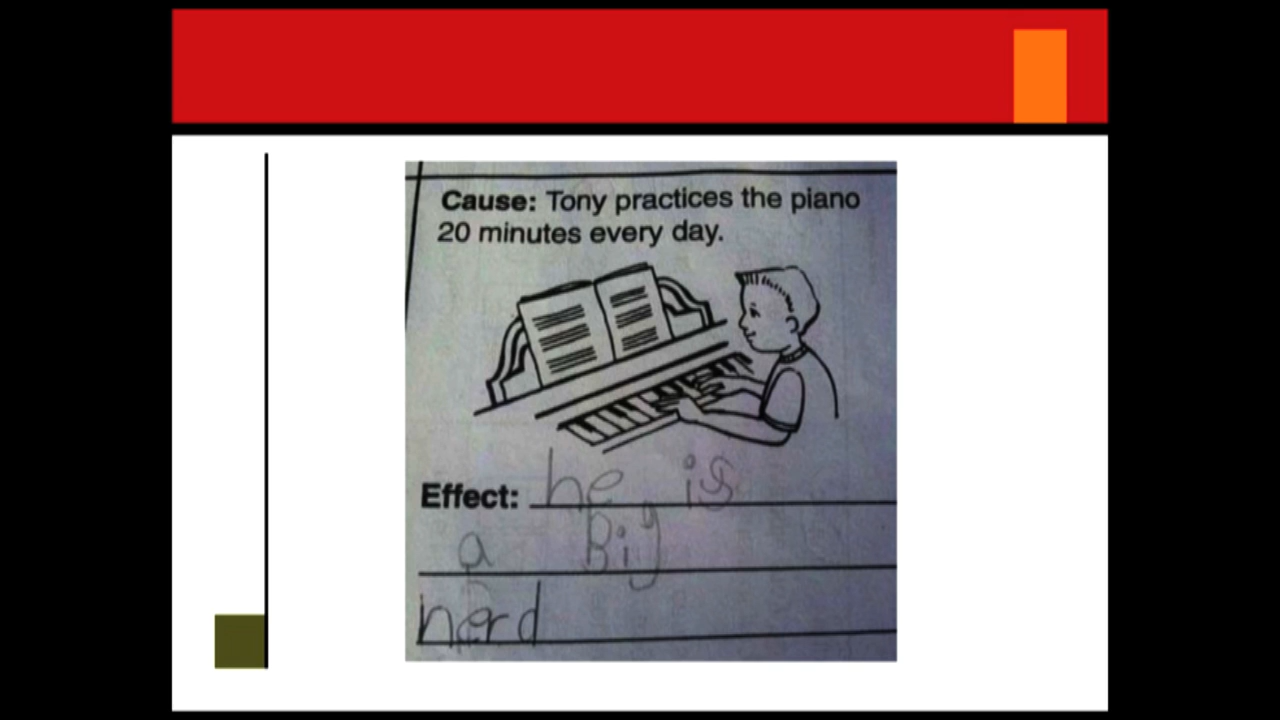 Cause: Tony practices the piano
20 minutes every day.
Effect: he is
a Big
nerd